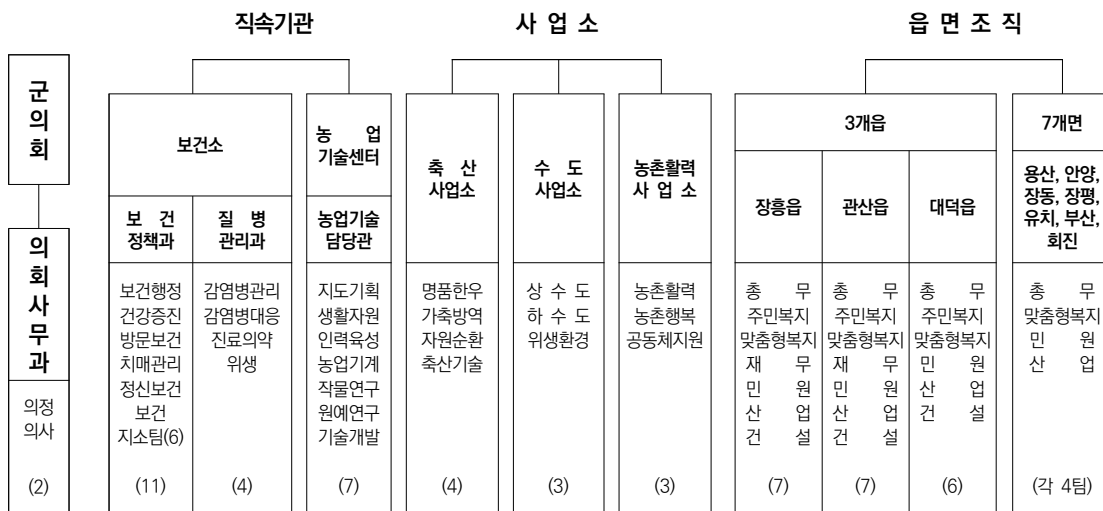 직속기관
사 업 소
읍 면 조 직
군
의
회
의
회
사
무
과
의정
의사
(2)
보건소
보 건
정책과
보건행정
건강증진
방문보건
치매관리
정신보건
보건
지소팀(6)
(11)
질 병
관리과
감염병관리
감염병대응
진료의약
위생
(4)
농 업
기술센터
농업기술
담당관
지도기획
생활자원
인력육성
농업기계
작물연구
원예연구
기술개발
(7)
축 산
사업소
명품한우
가축방역
자원순환
축산기술
(4)
수 도
사업소
상 수 도
하 수 도
위생환경
(3)
농촌활력
사 업 소
농촌활력
농촌행복
공동체지원
(3)
3개읍
장흥읍
총 무
주민복지
맞춤형복지
재 무
민 원
산 업
건 설
(7)
관산읍
총 무
주민복지
맞춤형복지
재 무
민 원
산 업
건 설
(7)
대덕읍
총 무
주민복지
맞춤형복지
민 원
산 업
건 설
(6)
7개면
용산, 안양,
장동, 장평,
유치, 부산,
회진
총 무
맞춤형복지
민 원
산 업
(각 4팀)